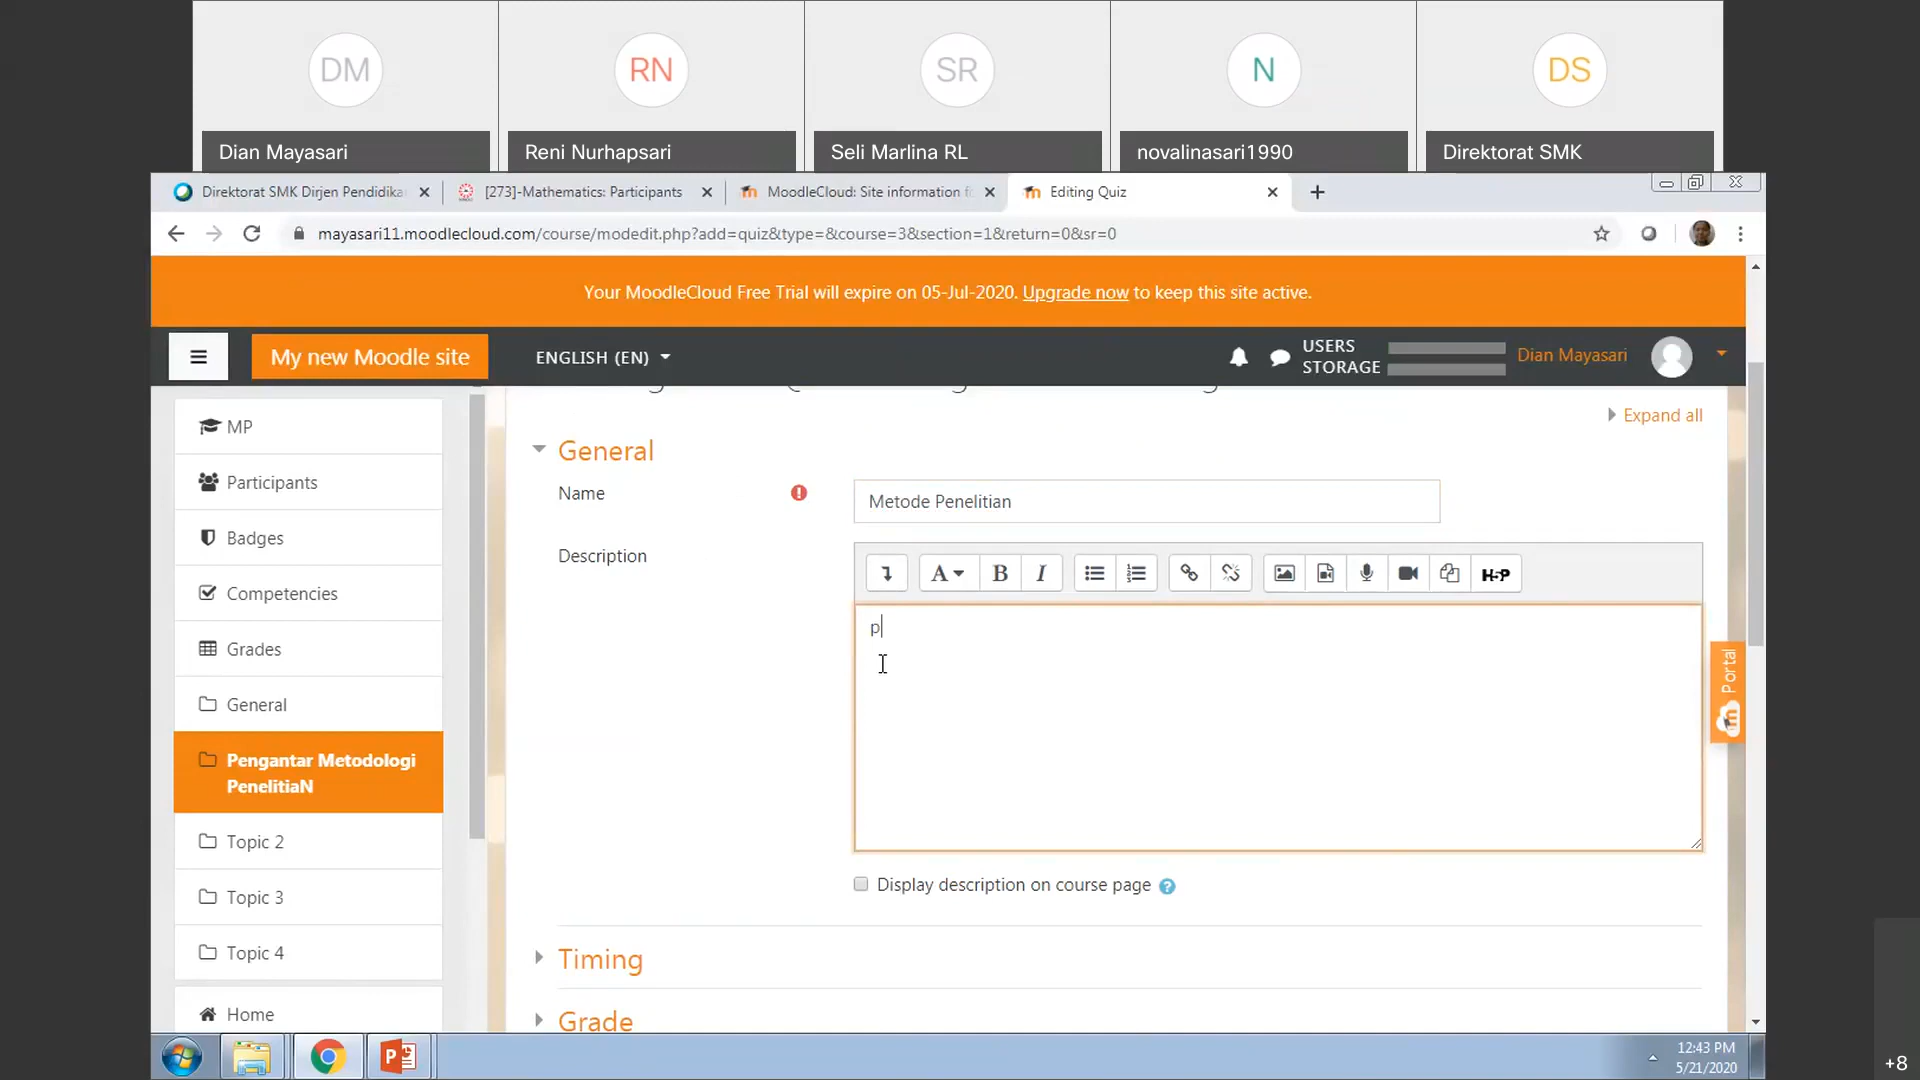 DM
RN
SR
N
DS
Dian Mayasari
Reni Nurhapsari
Seli Marlina RL
novalinasari1990
Direktorat SMK
Direktorat SMK Dirjen Pendidika
[273]-Mathematics: Participants
MoodleCloud: Site information f
Editing Quiz
mayasari11.moodlecloud.com/course/modedit.php?add=quiz&type=&course=3&section=1&return=0&sr=0
Your MoodleCloud Free Trial will expire on 05-Jul-2020. Upgrade now to keep this site active.
My new Moodle site
ENGLISH (EN)
USERS
STORAGE
Dian Mayasari
MP
Participants
Badges
Competencies
Grades
General
Pengantar Metodologi
PenelitiaN
Topic 2
Topic 3
Topic 4
Home
Expand all
General
Name
Metode Penelitian
Description
A B I
H5P
p
Display description on course page
Timing
Grade
Portal
12:43 PM
5/21/2020
+8